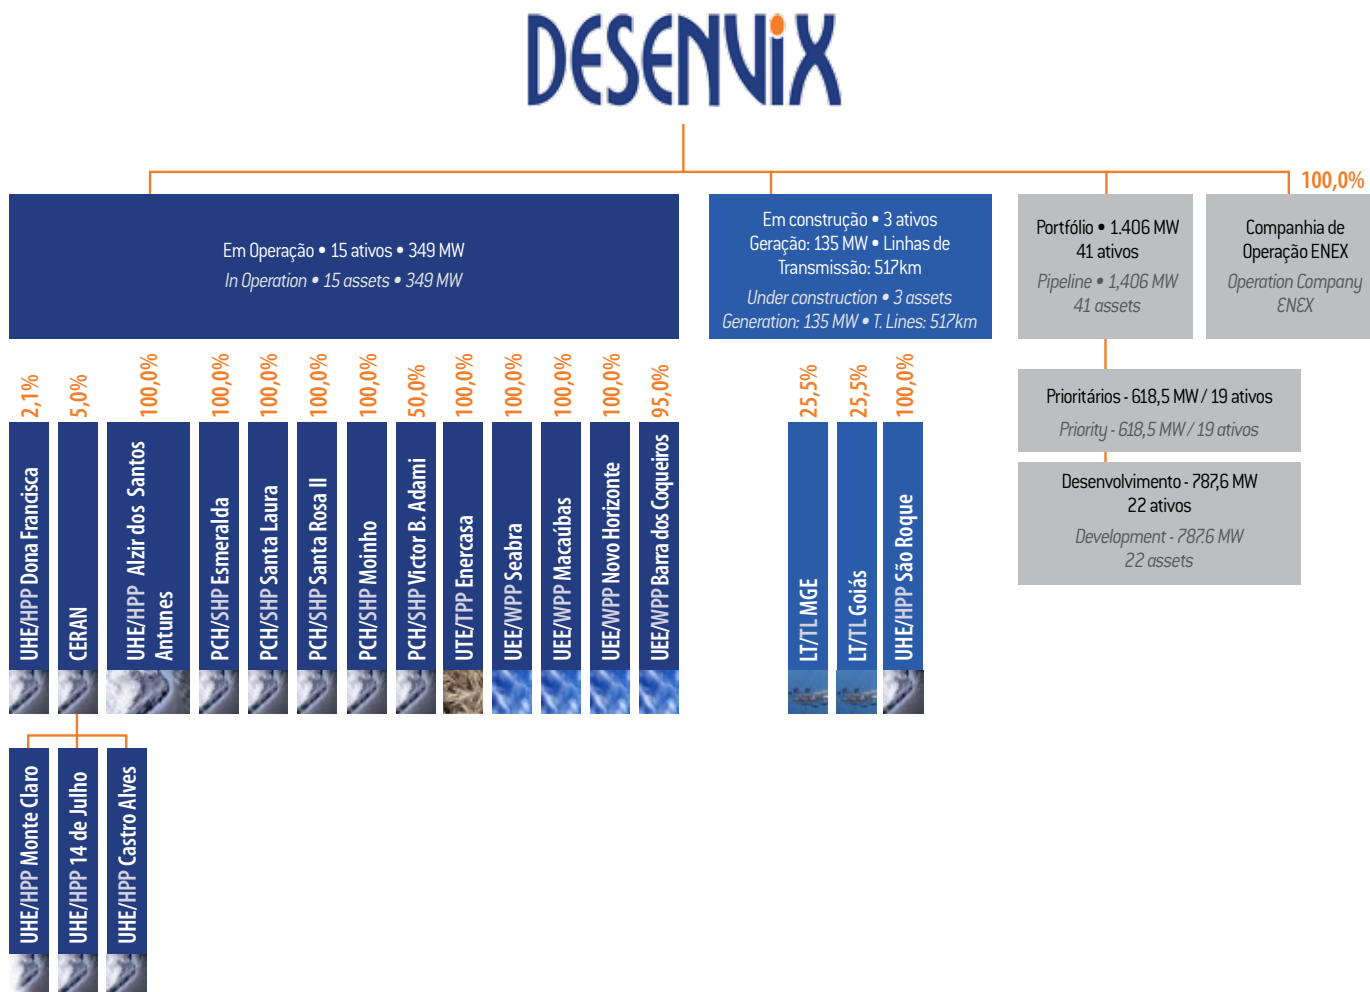 DESENViX
100,0%
Em Operação • 15 ativos • 349 MW
In Operation • 15 assets • 349 MW
Em construção • 3 ativos
Geração: 135 MW • Linhas de
Transmissão: 517km
Under construction • 3 assets
Generation: 135 MW • T. Lines: 517km
Portfólio • 1.406 MW
41 ativos
Pipeline • 1,406 MW
41 assets
Companhia de
Operação ENEX
Operation Company
ENEX
Prioritários - 618,5 MW / 19 ativos
Priority - 618,5 MW / 19 ativos
Desenvolvimento - 787,6 MW
22 ativos
Development - 787.6 MW
22 assets
2,1%
UHE/HPP Dona Francisca
5,0%
CERAN
100,0%
UHE/HPP Alzir dos Santos
Antunes
100,0%
PCH/SHP Esmeralda
100,0%
PCH/SHP Santa Laura
100,0%
PCH/SHP Santa Rosa II
100,0%
PCH/SHP Moinho
50,0%
PCH/SHP Victor B. Adami
100,0%
UTE/TPP Enercasa
100,0%
UEE/WPP Seabra
100,0%
UEE/WPP Macaúbas
100,0%
UEE/WPP Novo Horizonte
95,0%
UEE/WPP Barra dos Coqueiros
25,5%
LT/TL MGE
25,5%
LT/TL Goiás
100,0%
UHE/HPP São Roque
UHE/HPP Monte Claro
UHE/HPP 14 de Julho
UHE/HPP Castro Alves